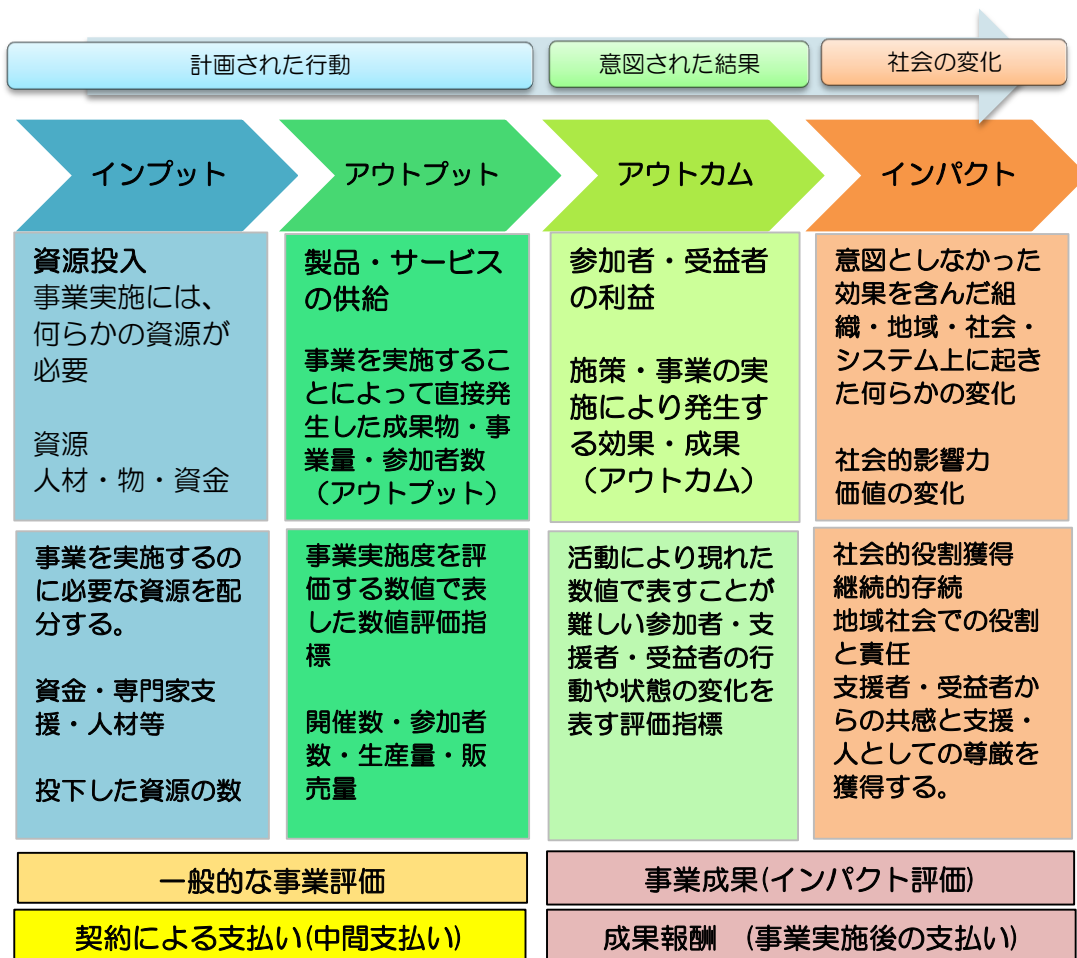 計画された行動
意図された結果
社会の変化
インプット
アウトプット
アウトカム
インパクト
資源投入
事業実施には、
何らかの資源が
必要
資源
人材・物・資金
製品・サービス
の供給
事業を実施するこ
とによって直接発
生した成果物・事
業量・参加者数
（アウトプット）
参加者・受益者
の利益
施策・事業の実
施により発生す
る効果・成果
（アウトカム）
意図としなかった
効果を含んだ組
織・地域・社会・
システム上に起き
た何らかの変化
社会的影響力
価値の変化
事業を実施するの
に必要な資源を配
分する。
資金・専門家支
援・人材等
投下した資源の数
事業実施度を評
価する数値で表
した数値評価指
標
開催数・参加者
数・生産量・販
売量
活動により現れた
数値で表すことが
難しい参加者・支
援者・受益者の行
動や状態の変化を
表す評価指標
社会的役割獲得
継続的存続
地域社会での役割
と責任
支援者・受益者か
らの共感と支援・
人としての尊厳を
獲得する。
一般的な事業評価
事業成果(インパクト評価)
契約による支払い(中間支払い)
成果報酬　(事業実施後の支払い)